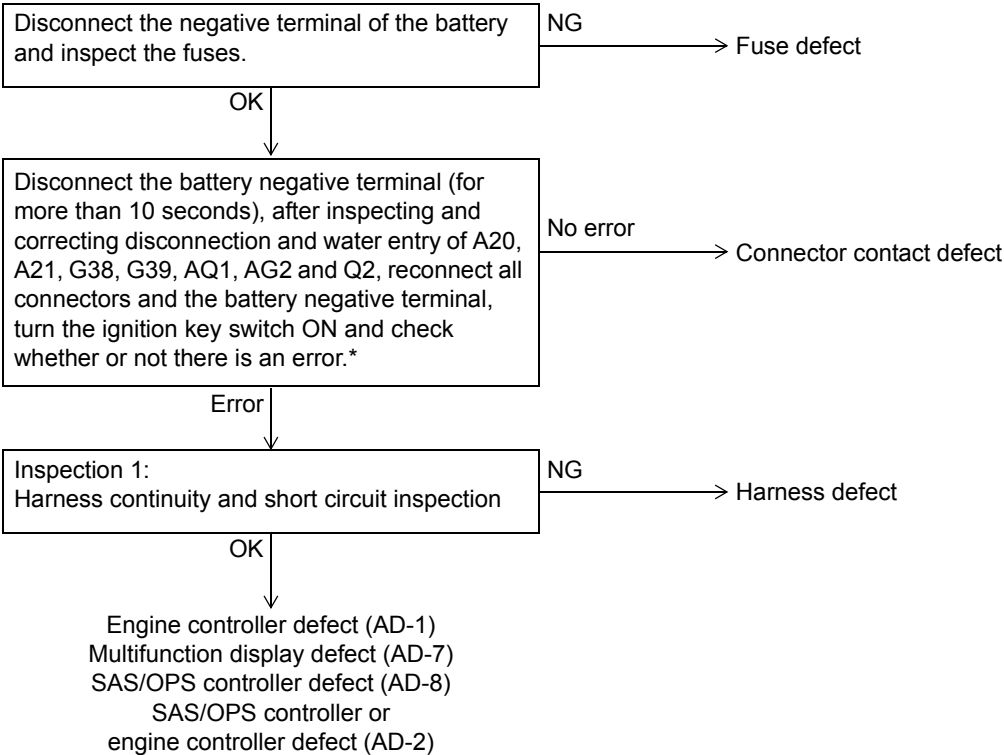 Disconnect the negative terminal of the battery
and inspect the fuses.
NG
Fuse defect
OK
Disconnect the battery negative terminal (for
more than 10 seconds), after inspecting and
correcting disconnection and water entry of A20,
A21, G38, G39, AQ1, AG2 and Q2, reconnect all
connectors and the battery negative terminal,
turn the ignition key switch ON and check
whether or not there is an error.*
No error
Connector contact defect
Error
Inspection 1:
Harness continuity and short circuit inspection
NG
Harness defect
OK
Engine controller defect (AD-1)
Multifunction display defect (AD-7)
SAS/OPS controller defect (AD-8)
SAS/OPS controller or
engine controller defect (AD-2)